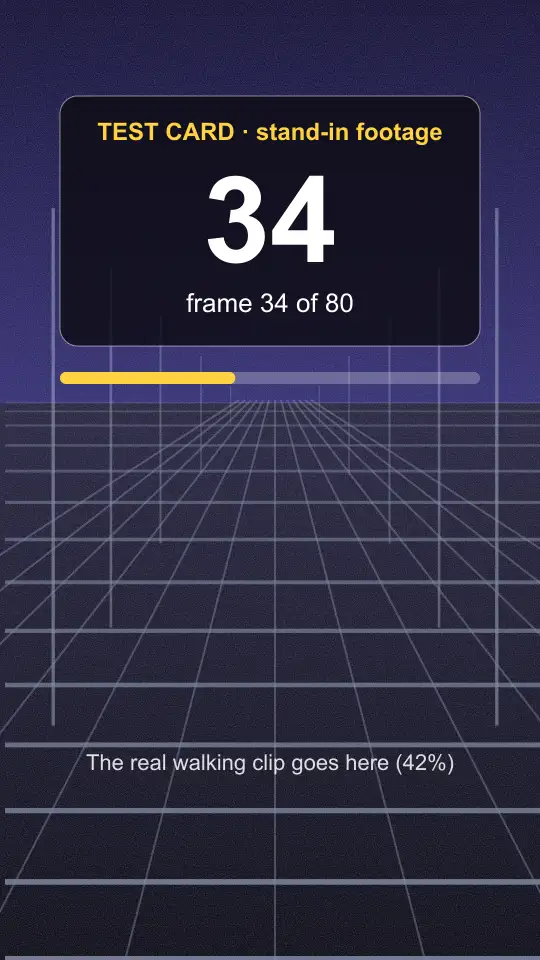 TEST CARD · stand-in footage
34
frame 34 of 80
The real walking clip goes here (42%)